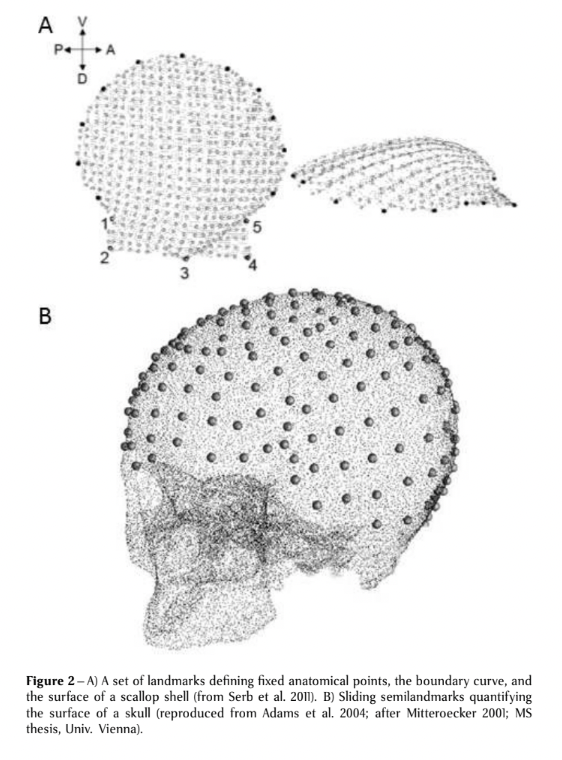 A
V
P
A
D
1
5
2
3
4
B
Figure 2 – A) A set of landmarks defining fixed anatomical points, the boundary curve, and
the surface of a scallop shell (from Serb et al. 2011). B) Sliding semilandmarks quantifying
the surface of a skull (reproduced from Adams et al. 2004; after Mitteroecker 2001; MS
thesis, Univ. Vienna).